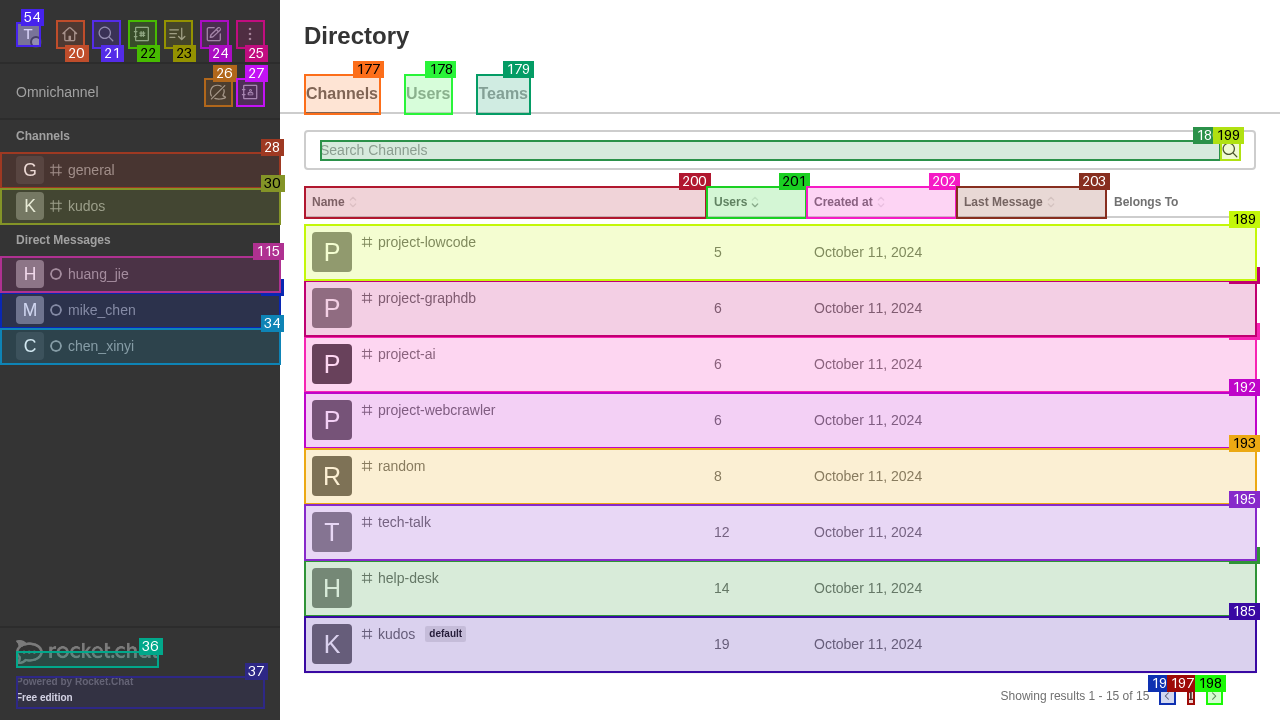 54
T
20
21
22
23
24
25
Omnichannel
26
27
Channels
28
G general
30
K kudos
Direct Messages
115
H huang_jie
M mike_chen
34
C chen_xinyi
36
rocket.chat
37
Powered by Rocket.Chat
Free edition
Directory
177
178
179
Channels
Users
Teams
Search Channels
199
200
201
202
203
Name
Users
Created at
Last Message
Belongs To
189
P project-lowcode 5 October 11, 2024
P project-graphdb 6 October 11, 2024
P project-ai 6 October 11, 2024
192
P project-webcrawler 6 October 11, 2024
193
R random 8 October 11, 2024
195
T tech-talk 12 October 11, 2024
H help-desk 14 October 11, 2024
185
K kudos default 19 October 11, 2024
197
198
Showing results 1 - 15 of 15